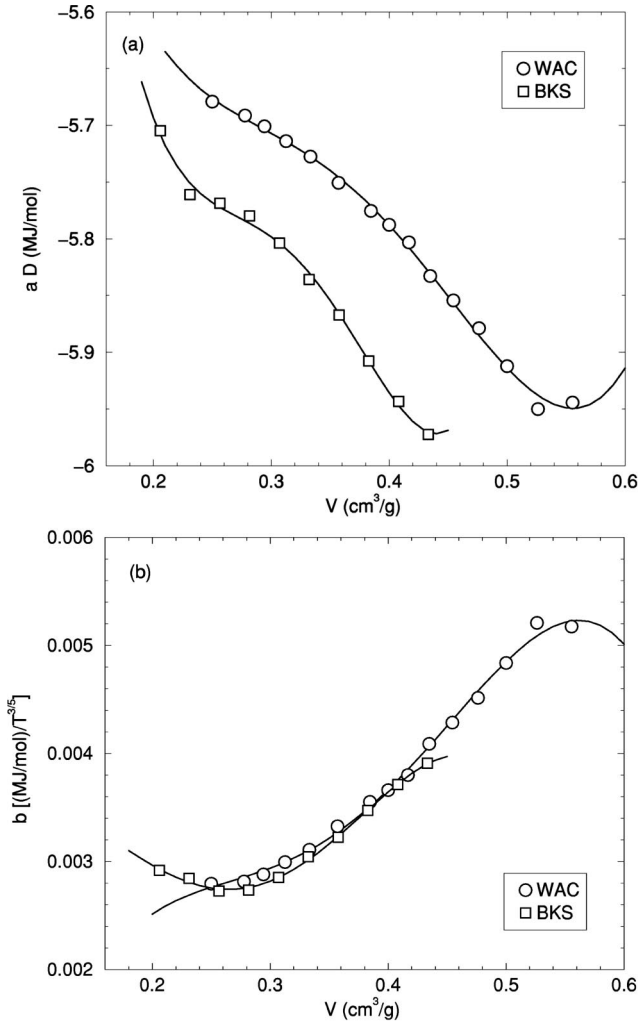 −5.6
(a)
WAC
BKS
−5.7
−5.8
−5.9
−6
a D (MJ/mol)
0.2 0.3 0.4 0.5 0.6
V (cm³/g)
0.006
(b)
0.005
0.004
0.003
0.002
b [(MJ/mol)/T^{3/5}]
WAC
BKS
0.2 0.3 0.4 0.5 0.6
V (cm³/g)